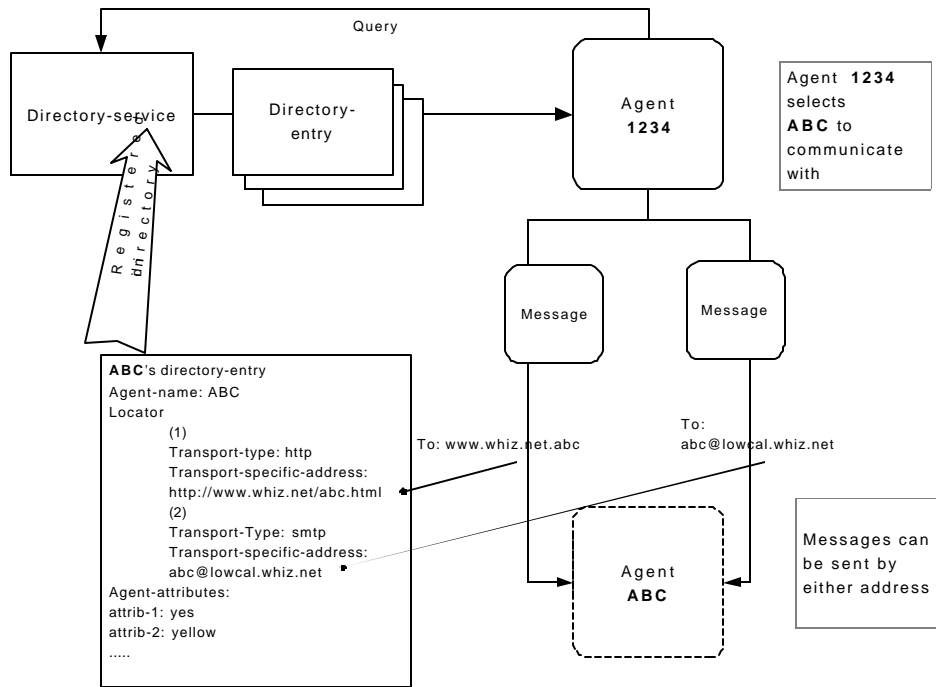 Query
Directory-service
Directory-
entry
Agent
1234
Agent 1234
selects
ABC to
communicate
with
Registered
in
directory
Message
Message
ABC's directory-entry
Agent-name: ABC
Locator
(1)
Transport-type: http
Transport-specific-address:
http://www.whiz.net/abc.html
(2)
Transport-Type: smtp
Transport-specific-address:
abc@lowcal.whiz.net
Agent-attributes:
attrib-1: yes
attrib-2: yellow
.....
To: www.whiz.net.abc
To:
abc@lowcal.whiz.net
Agent
ABC
Messages can
be sent by
either address